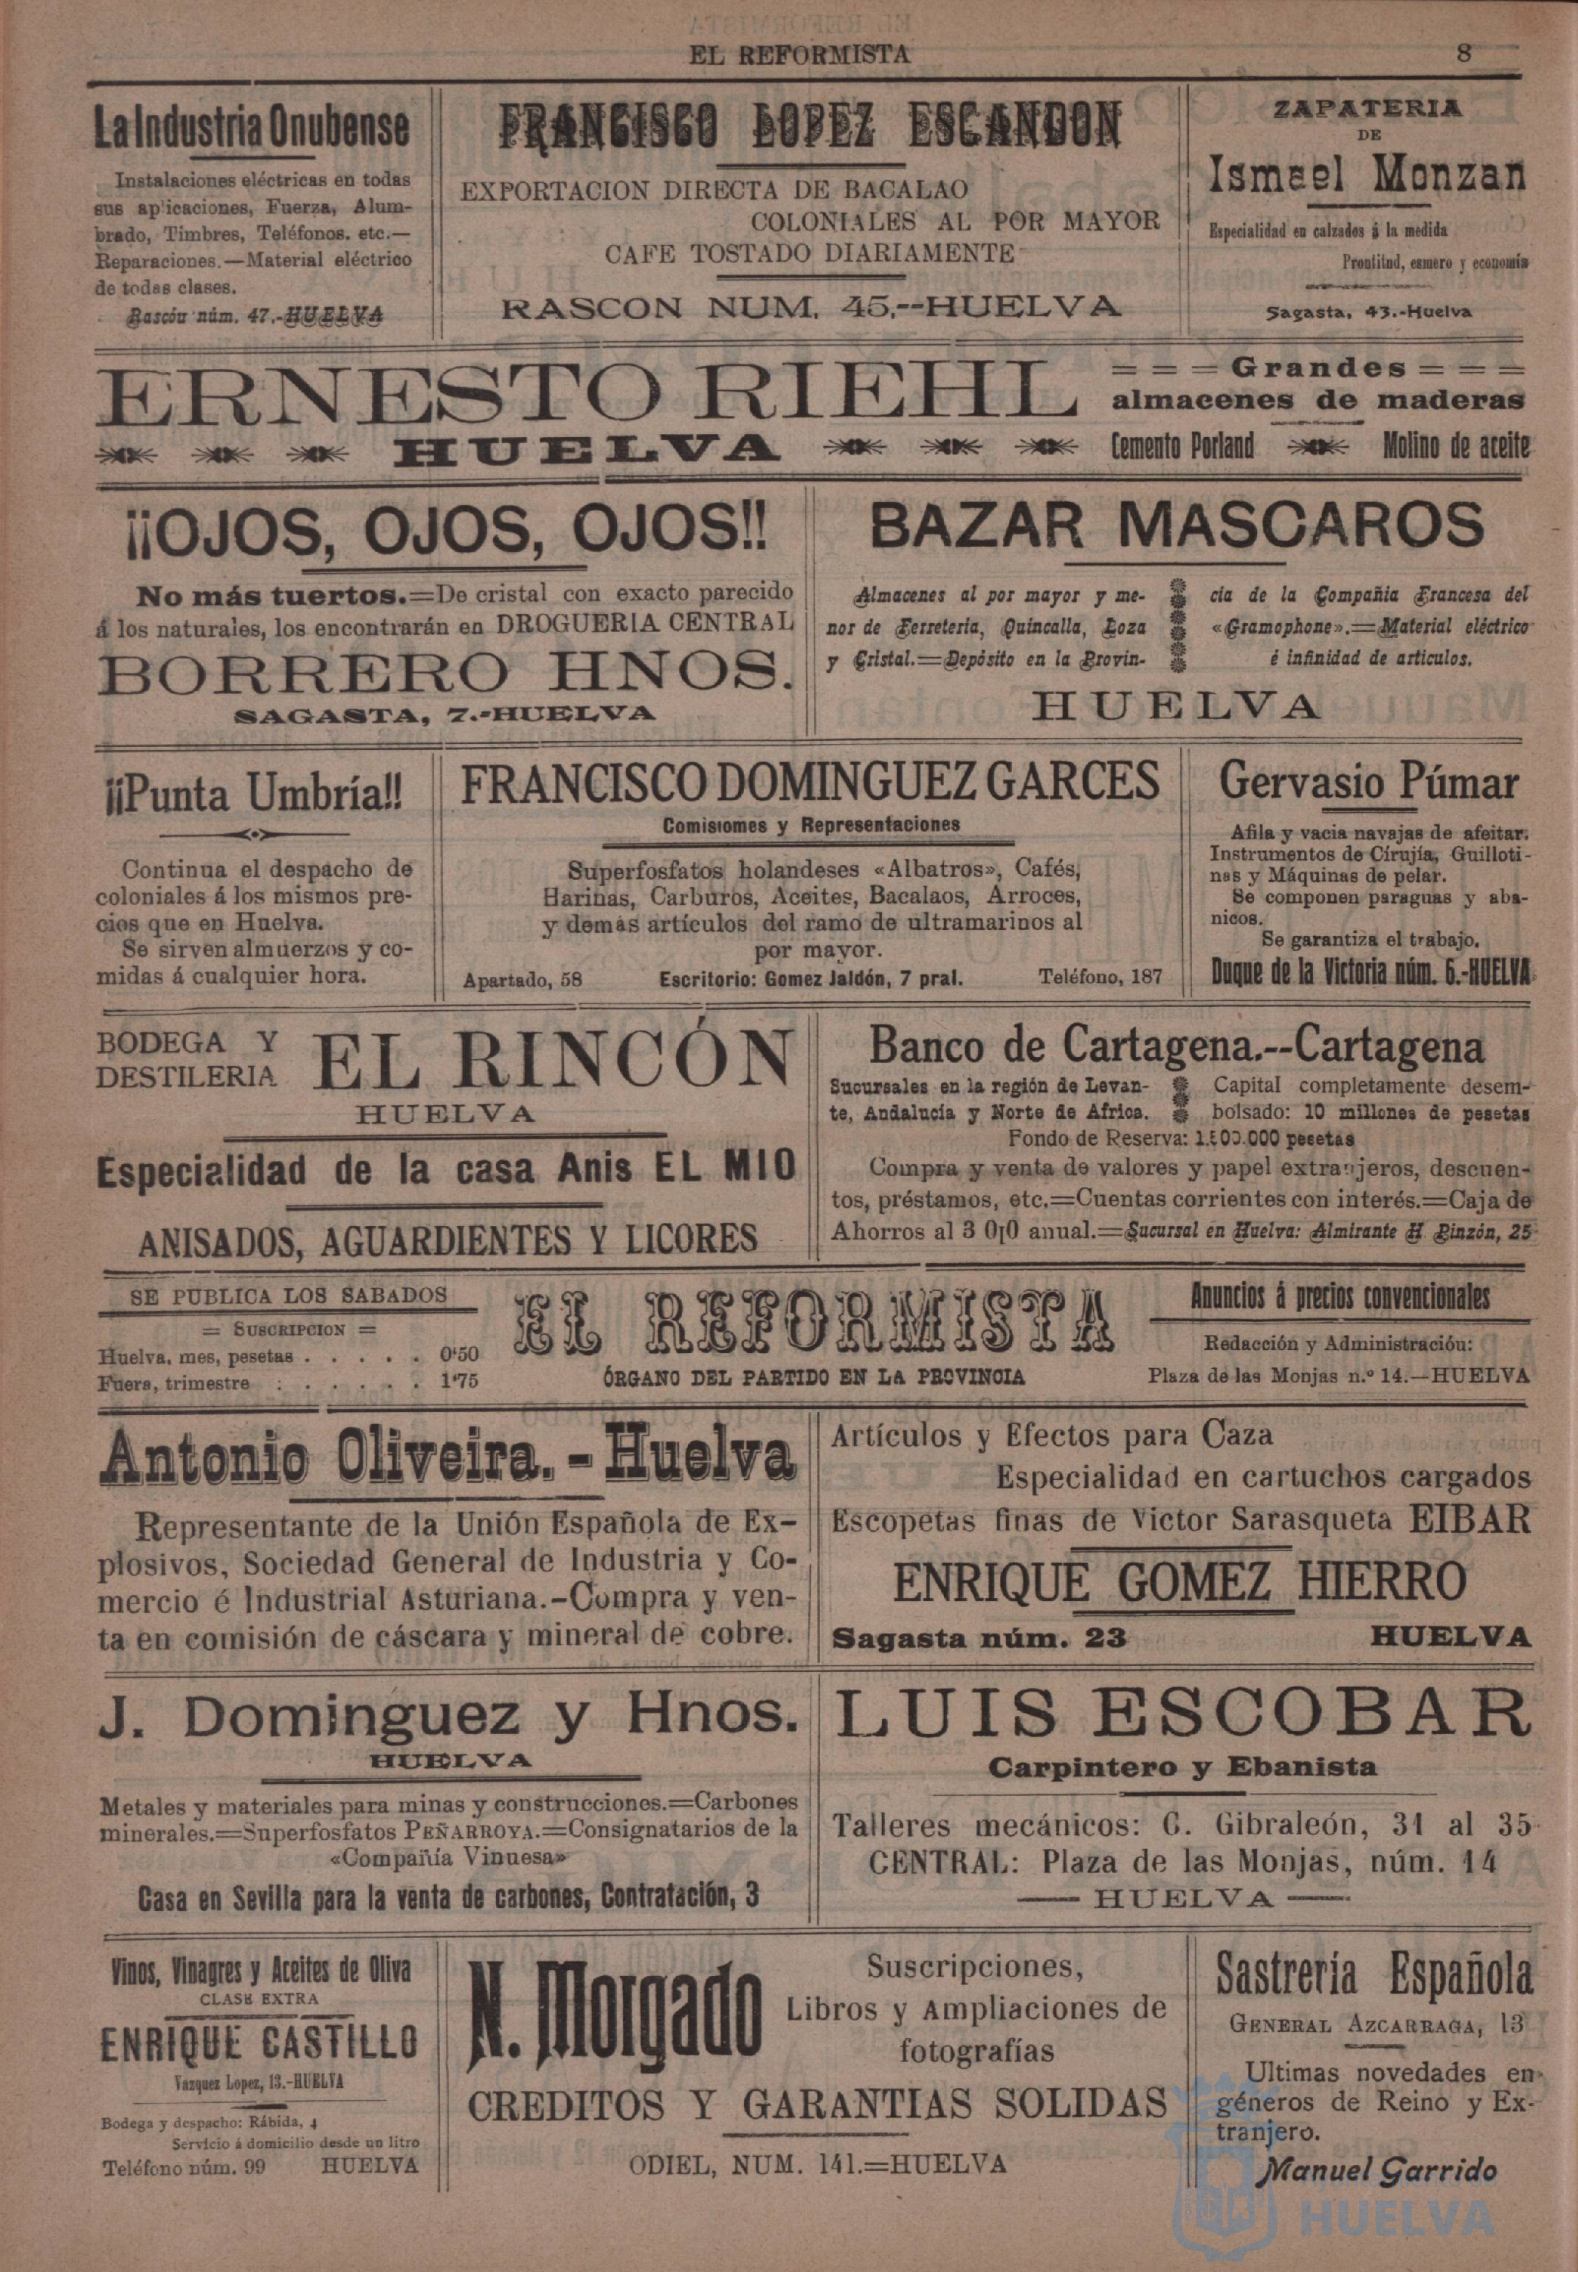 EL REFORMISTA
8
La Industria Onubense
Instalaciones eléctricas en todas
sus aplicaciones, Fuerza, Alum-
brado, Timbres, Teléfonos. etc.—
Reparaciones.—Material eléctrico
de todas clases.
Rascón núm. 47.-HUELVA
FRANCISCO LOPEZ ESCANDON
EXPORTACION DIRECTA DE BACALAO
COLONIALES AL POR MAYOR
CAFE TOSTADO DIARIAMENTE
RASCON NUM. 45.--HUELVA
ZAPATERIA
DE
Ismael Monzan
Especialidad en calzados á la medida
Prontitud, esmero y economía
Sagasta, 43.-Huelva
ERNESTO RIEHL
HUELVA
= = = Grandes = = =
almacenes de maderas
Cemento Porland Molino de aceite
¡¡OJOS, OJOS, OJOS!!
No más tuertos.=De cristal con exacto parecido
á los naturales, los encontrarán en DROGUERIA CENTRAL
BORRERO HNOS.
SAGASTA, 7.-HUELVA
BAZAR MASCAROS
Almacenes al por mayor y me-
nor de Ferreteria, Quincalla, Loza
y Cristal.=Depósito en la Provin-
cia de la Compañia Francesa del
«Gramophone».=Material eléctrico
é infinidad de articulos.
HUELVA
¡¡Punta Umbría!!
Continua el despacho de
coloniales á los mismos pre-
cios que en Huelva.
Se sirven almuerzos y co-
midas á cualquier hora.
FRANCISCO DOMINGUEZ GARCES
Comisiomes y Representaciones
Superfosfatos holandeses «Albatros», Cafés,
Harinas, Carburos, Aceites, Bacalaos, Arroces,
y demás artículos del ramo de ultramarinos al
por mayor.
Apartado, 58 Escritorio: Gomez Jaldón, 7 pral. Teléfono, 187
Gervasio Púmar
Afila y vacia navajas de afeitar.
Instrumentos de Cirujía, Guilloti-
nas y Máquinas de pelar.
Se componen paraguas y aba-
nicos.
Se garantiza el trabajo.
Duque de la Victoria núm. 6.-HUELVA
BODEGA Y
DESTILERIA
EL RINCÓN
HUELVA
Especialidad de la casa Anis EL MIO
ANISADOS, AGUARDIENTES Y LICORES
Banco de Cartagena.--Cartagena
Sucursales en la región de Levan-
te, Andalucía y Norte de Africa.
Capital completamente desem-
bolsado: 10 millones de pesetas
Fondo de Reserva: 1.500.000 pesetas
Compra y venta de valores y papel extranjeros, descuen-
tos, préstamos, etc.=Cuentas corrientes con interés.=Caja de
Ahorros al 3 0|0 anual.=Sucursal en Huelva: Almirante H. Pinzón, 25
SE PUBLICA LOS SABADOS
= SUSCRIPCION =
Huelva, mes, pesetas . . . . . 0'50
Fuera, trimestre : . . . . . 1'75
EL REFORMISTA
ÓRGANO DEL PARTIDO EN LA PROVINCIA
Anuncios á precios convencionales
Redacción y Administración:
Plaza de las Monjas n.º 14.—HUELVA
Antonio Oliveira.-Huelva
Representante de la Unión Española de Ex-
plosivos, Sociedad General de Industria y Co-
mercio é Industrial Asturiana.-Compra y ven-
ta en comisión de cáscara y mineral de cobre.
Artículos y Efectos para Caza
Especialidad en cartuchos cargados
Escopetas finas de Victor Sarasqueta EIBAR
ENRIQUE GOMEZ HIERRO
Sagasta núm. 23 HUELVA
J. Dominguez y Hnos.
HUELVA
Metales y materiales para minas y construcciones.=Carbones
minerales.=Superfosfatos PEÑARROYA.=Consignatarios de la
«Compañía Vinuesa»
Casa en Sevilla para la venta de carbones, Contratación, 3
LUIS ESCOBAR
Carpintero y Ebanista
Talleres mecánicos: C. Gibraleón, 31 al 35
CENTRAL: Plaza de las Monjas, núm. 14
— HUELVA —
Vinos, Vinagres y Aceites de Oliva
CLASE EXTRA
ENRIQUE CASTILLO
Vazquez Lopez, 13.-HUELVA
Bodega y despacho: Rábida, 4
Servicio á domicilio desde un litro
Teléfono núm. 99 HUELVA
N. Morgado
Suscripciones,
Libros y Ampliaciones de
fotografías
CREDITOS Y GARANTIAS SOLIDAS
ODIEL, NUM. 141.=HUELVA
Sastrería Española
GENERAL AZCARRAGA, 13
Ultimas novedades en
géneros de Reino y Ex-
tranjero.
Manuel Garrido
HUELVA